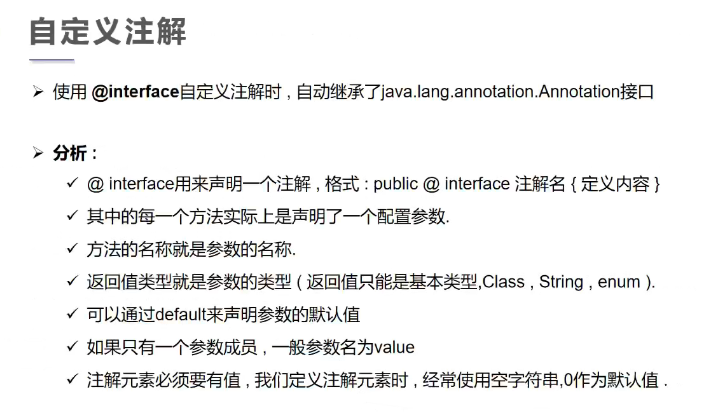 自定义注解
使用 @interface自定义注解时 , 自动继承了java.lang.annotation.Annotation接口
分析 :
@ interface用来声明一个注解 , 格式 : public @ interface 注解名 { 定义内容 }
其中的每一个方法实际上是声明了一个配置参数.
方法的名称就是参数的名称.
返回值类型就是参数的类型 ( 返回值只能是基本类型,Class , String , enum ).
可以通过default来声明参数的默认值
如果只有一个参数成员 , 一般参数名为value
注解元素必须要有值 , 我们定义注解元素时 , 经常使用空字符串,0作为默认值 .